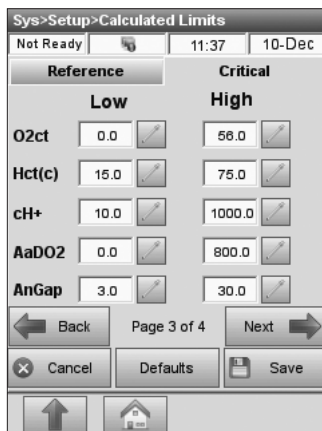 Sys>Setup>Calculated Limits
Not Ready 11:37 10-Dec
Reference Critical
Low High
O2ct 0.0 56.0
Hct(c) 15.0 75.0
cH+ 10.0 1000.0
AaDO2 0.0 800.0
AnGap 3.0 30.0
Back Page 3 of 4 Next
Cancel Defaults Save